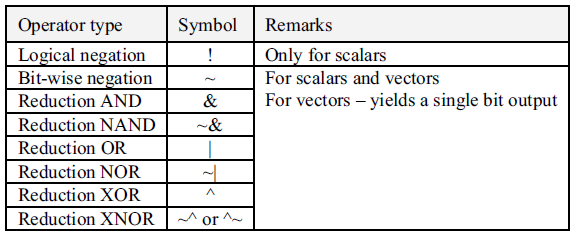 Operator type Symbol Remarks
Logical negation ! Only for scalars
Bit-wise negation ~ For scalars and vectors
Reduction AND & For vectors – yields a single bit output
Reduction NAND ~&
Reduction OR |
Reduction NOR ~|
Reduction XOR ^
Reduction XNOR ~^ or ^~